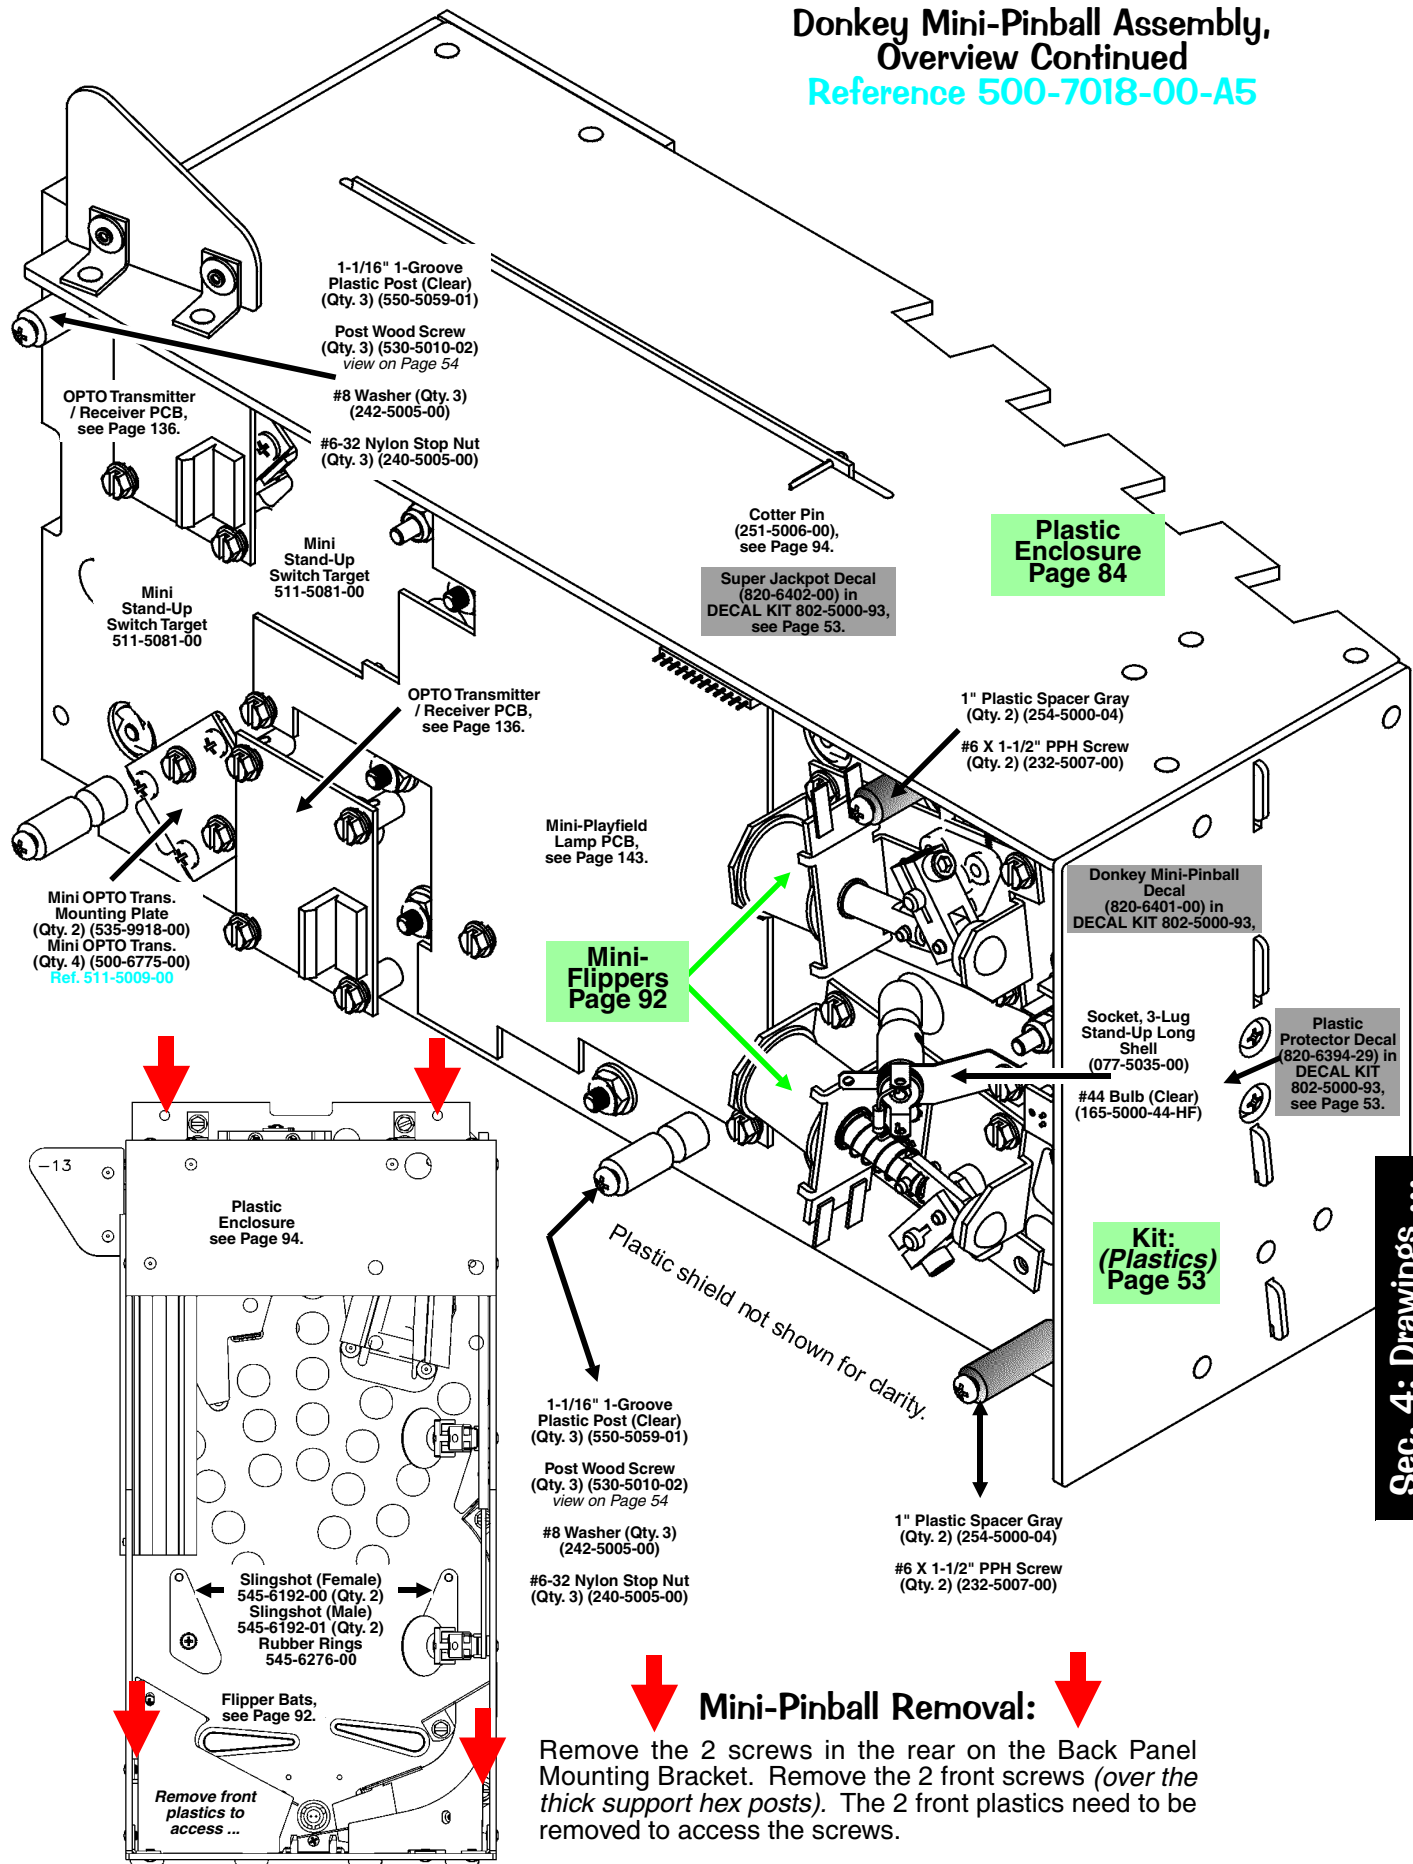 Donkey Mini-Pinball Assembly,
Overview Continued
Reference 500-7018-00-A5
1-1/16" 1-Groove
Plastic Post (Clear)
(Qty. 3) (550-5059-01)
Post Wood Screw
(Qty. 3) (530-5010-02)
view on Page 54
#8 Washer (Qty. 3)
(242-5005-00)
#6-32 Nylon Stop Nut
(Qty. 3) (240-5005-00)
OPTO Transmitter
/ Receiver PCB,
see Page 136.
Mini
Stand-Up
Switch Target
511-5081-00
Mini
Stand-Up
Switch Target
511-5081-00
Cotter Pin
(251-5006-00),
see Page 94.
Super Jackpot Decal
(820-6402-00) in
DECAL KIT 802-5000-93,
see Page 53.
Plastic
Enclosure
Page 84
OPTO Transmitter
/ Receiver PCB,
see Page 136.
1" Plastic Spacer Gray
(Qty. 2) (254-5000-04)
#6 X 1-1/2" PPH Screw
(Qty. 2) (232-5007-00)
Mini-Playfield
Lamp PCB,
see Page 143.
Donkey Mini-Pinball
Decal
(820-6401-00) in
DECAL KIT 802-5000-93,
Mini OPTO Trans.
Mounting Plate
(Qty. 2) (535-9918-00)
Mini OPTO Trans.
(Qty. 4) (500-6775-00)
Ref. 511-5009-00
Mini-
Flippers
Page 92
Socket, 3-Lug
Stand-Up Long
Shell
(077-5035-00)
#44 Bulb (Clear)
(165-5000-44-HF)
Plastic
Protector Decal
(820-6394-29) in
DECAL KIT
802-5000-93,
see Page 53.
-13
Plastic
Enclosure
see Page 94.
Kit:
(Plastics)
Page 53
Plastic shield not shown for clarity.
Sec. 4: Drawings ...
1-1/16" 1-Groove
Plastic Post (Clear)
(Qty. 3) (550-5059-01)
Post Wood Screw
(Qty. 3) (530-5010-02)
view on Page 54
#8 Washer (Qty. 3)
(242-5005-00)
#6-32 Nylon Stop Nut
(Qty. 3) (240-5005-00)
1" Plastic Spacer Gray
(Qty. 2) (254-5000-04)
#6 X 1-1/2" PPH Screw
(Qty. 2) (232-5007-00)
Slingshot (Female)
545-6192-00 (Qty. 2)
Slingshot (Male)
545-6192-01 (Qty. 2)
Rubber Rings
545-6276-00
Flipper Bats,
see Page 92.
Remove front
plastics to
access ...
Mini-Pinball Removal:
Remove the 2 screws in the rear on the Back Panel
Mounting Bracket. Remove the 2 front screws (over the
thick support hex posts). The 2 front plastics need to be
removed to access the screws.